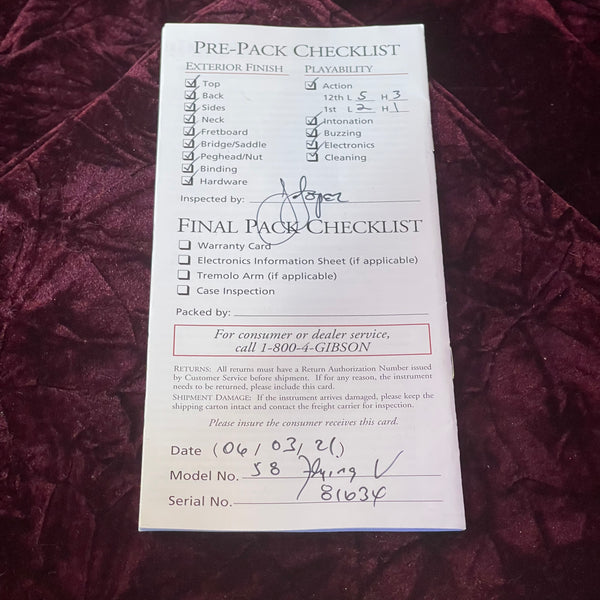 PRE-PACK CHECKLIST
EXTERIOR FINISH PLAYABILITY
Top Action
Back 12th L 5 H 3
Sides 1st L 2 H 1
Neck Intonation
Fretboard Buzzing
Bridge/Saddle Electronics
Peghead/Nut Cleaning
Binding
Hardware
Inspected by:
FINAL PACK CHECKLIST
Warranty Card
Electronics Information Sheet (if applicable)
Tremolo Arm (if applicable)
Case Inspection
Packed by:
For consumer or dealer service,
call 1-800-4-GIBSON
RETURNS: All returns must have a Return Authorization Number issued
by Customer Service before shipment. If for any reason, the instrument
needs to be returned, please include this card.
SHIPMENT DAMAGE: If the instrument arrives damaged, please keep the
shipping carton intact and contact the freight carrier for inspection.
Please insure the consumer receives this card.
Date (06/03/21)
Model No. 58 Flying V
Serial No. 81634